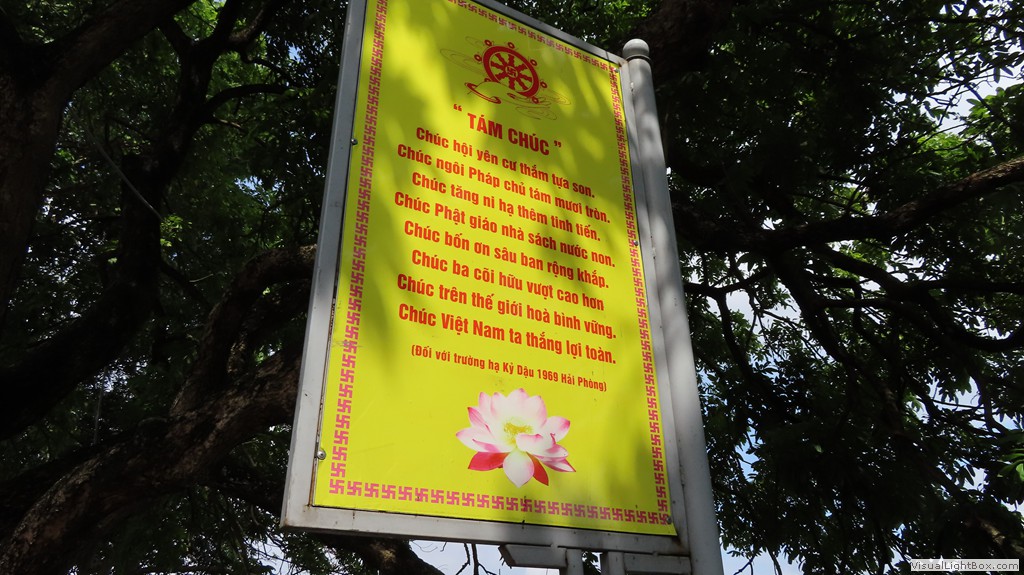 “ TÁM CHÚC ”
Chúc hội yên cư thắm tựa son.
Chúc ngôi Pháp chủ tám mươi tròn.
Chúc tăng ni hạ thêm tinh tiến.
Chúc Phật giáo nhà sách nước non.
Chúc bốn ơn sâu ban rộng khắp.
Chúc ba cõi hữu vượt cao hơn
Chúc trên thế giới hoà bình vững.
Chúc Việt Nam ta thắng lợi toàn.
(Đối với trường hạ Kỷ Dậu 1969 Hải Phòng)
VisualLightBox.com